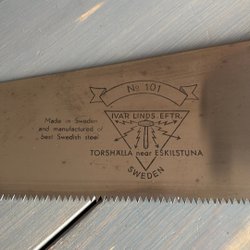 No 101
IVAR LINDS EFTR.
Made in Sweden
and manufactured of
best Swedish steel
TORSHÄLLA near ESKILSTUNA
SWEDEN